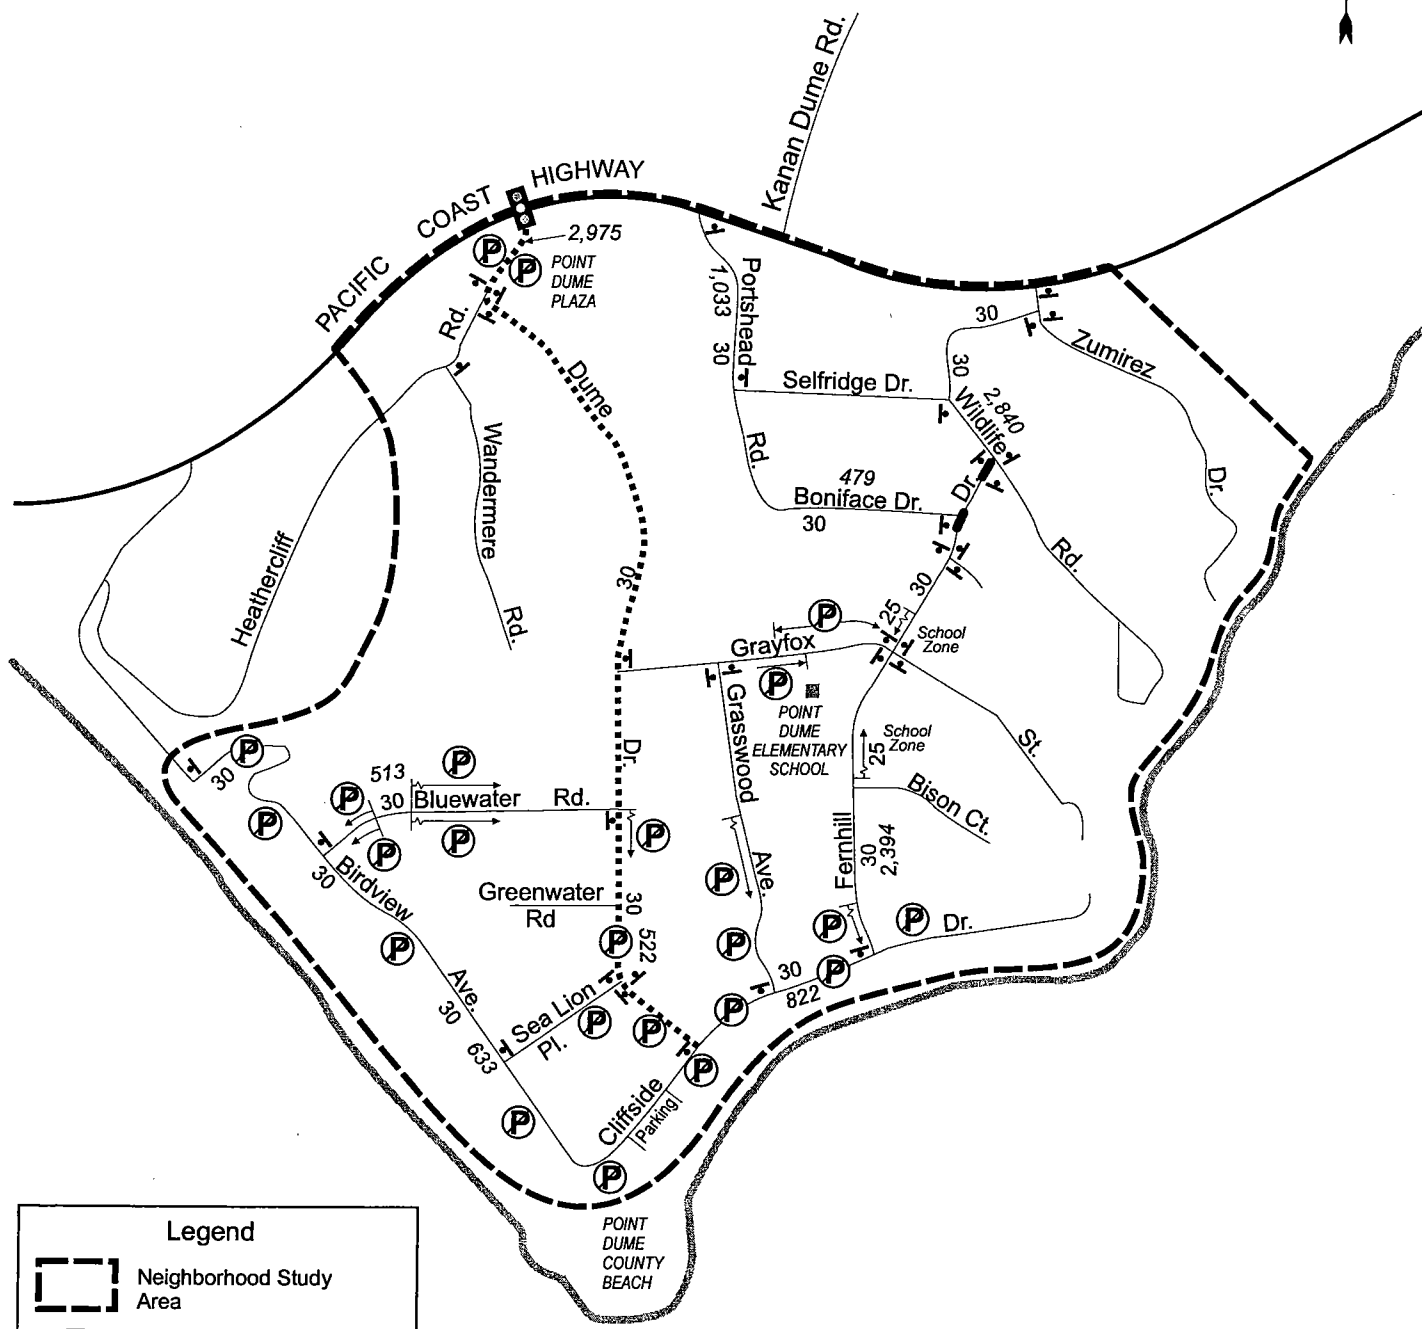 Kanan Dume Rd.
PACIFIC COAST HIGHWAY
2,975
POINT
DUME
PLAZA
Rd.
Portshead
1,033
30
Rd.
30
30
Zumirez
Dr.
Selfridge Dr.
2,840
Wildlife
Rd.
Dume
Wandermere
Rd.
479
Boniface Dr.
30
Dr.
Heathercliff
30
30
25
School
Zone
Grayfox
St.
P
Grasswood
Ave.
POINT
DUME
ELEMENTARY
SCHOOL
School
Zone
25
Bison Ct.
Dr.
30
513
30
Bluewater Rd.
Fernhill
30
2,394
30
Birdview
Ave.
30
633
Greenwater
Rd
30
522
Dr.
30
822
Sea Lion
Pl.
Cliffside
Parking
POINT
DUME
COUNTY
BEACH
Legend
Neighborhood Study
Area